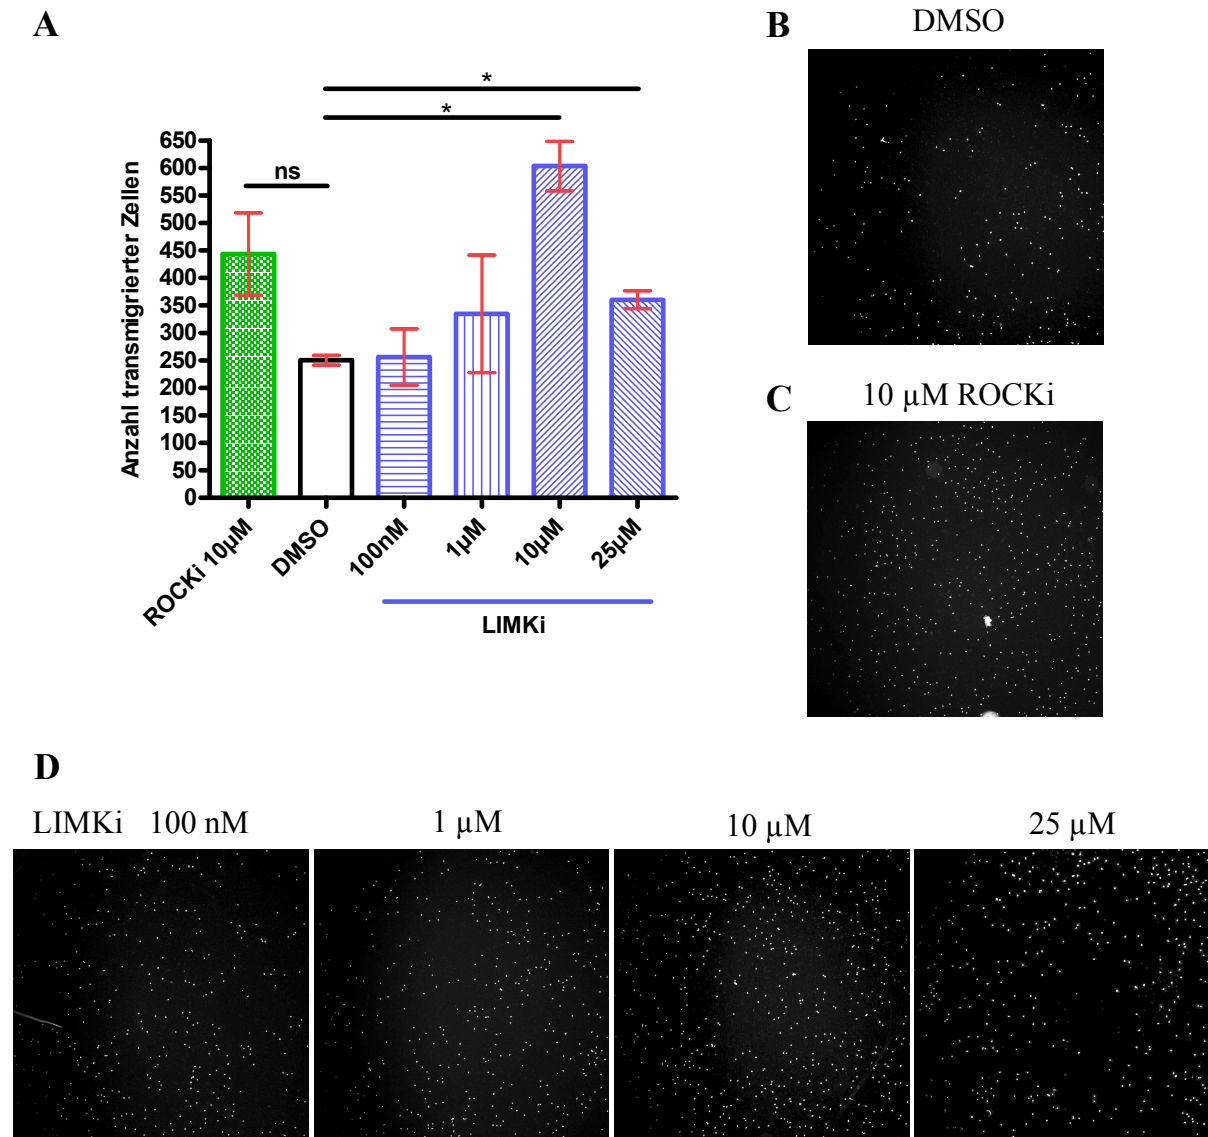 A
*
*
ns
Anzahl transmigrierter Zellen
650
600
550
500
450
400
350
300
250
200
150
100
50
0
ROCKi 10µM
DMSO
100nM
1µM
10µM
25µM
LIMKi
B
DMSO
C
10 µM ROCKi
D
LIMKi 100 nM 1 µM 10 µM 25 µM